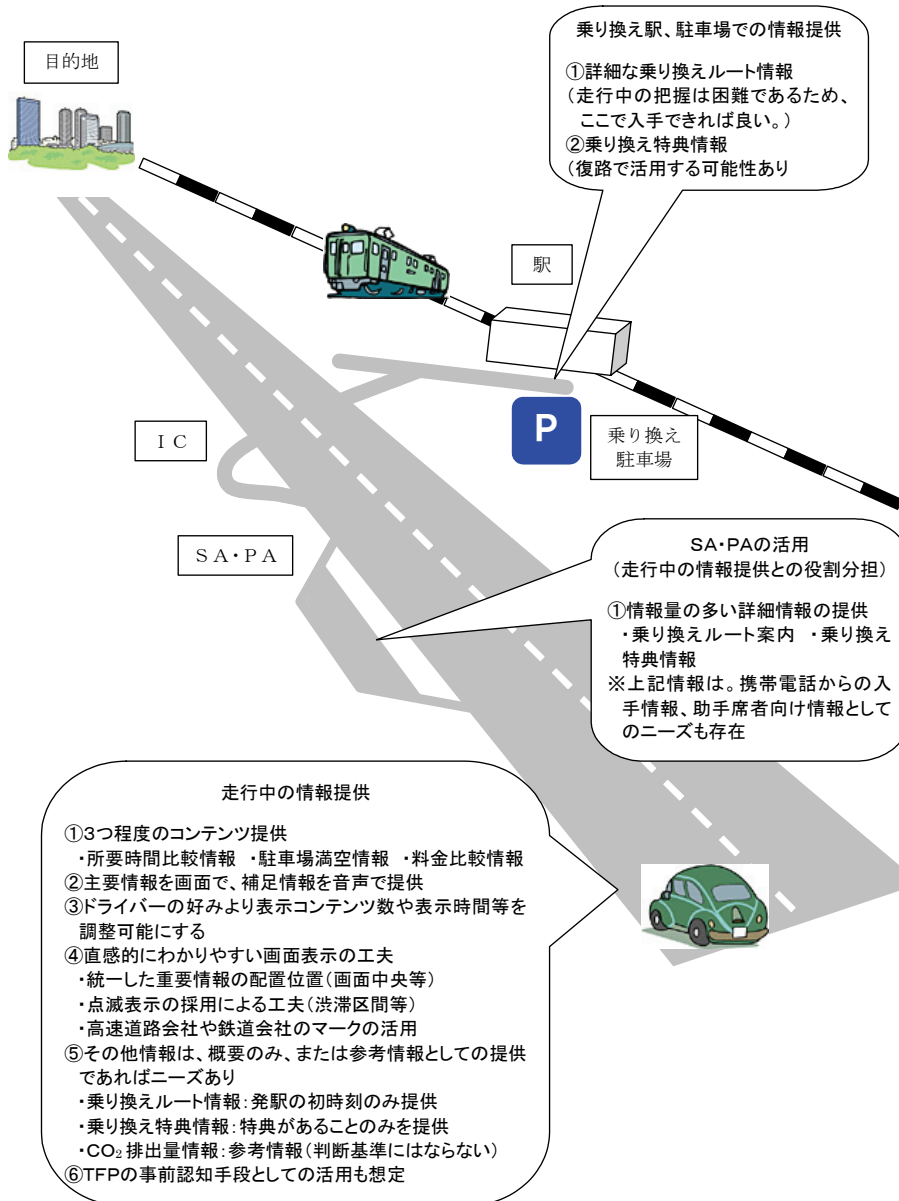 目的地
乗り換え駅、駐車場での情報提供
①詳細な乗り換えルート情報
(走行中の把握は困難であるため、
ここで入手できれば良い。)
②乗り換え特典情報
(復路で活用する可能性あり
駅
P
乗り換え
駐車場
ＩＣ
ＳＡ・ＰＡ
SA・PAの活用
(走行中の情報提供との役割分担)
①情報量の多い詳細情報の提供
・乗り換えルート案内 ・乗り換え
特典情報
※上記情報は。携帯電話からの入
手情報、助手席者向け情報として
のニーズも存在
走行中の情報提供
①3つ程度のコンテンツ提供
・所要時間比較情報 ・駐車場満空情報 ・料金比較情報
②主要情報を画面で、補足情報を音声で提供
③ドライバーの好みより表示コンテンツ数や表示時間等を
調整可能にする
④直感的にわかりやすい画面表示の工夫
・統一した重要情報の配置位置(画面中央等)
・点滅表示の採用による工夫(渋滞区間等)
・高速道路会社や鉄道会社のマークの活用
⑤その他情報は、概要のみ、または参考情報としての提供
であればニーズあり
・乗り換えルート情報：発駅の初時刻のみ提供
・乗り換え特典情報：特典があることのみを提供
・CO₂排出量情報：参考情報(判断基準にはならない)
⑥TFPの事前認知手段としての活用も想定